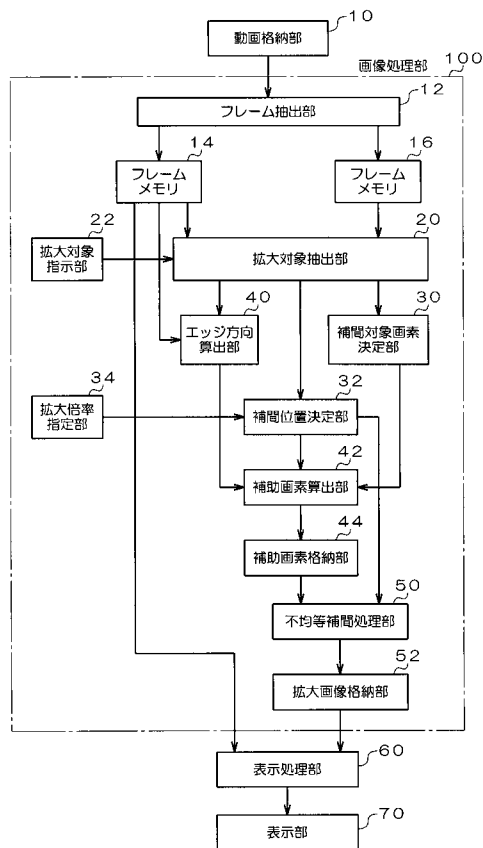 10
動画格納部
画像処理部
100
12
フレーム抽出部
14
フレーム
メモリ
16
フレーム
メモリ
22
拡大対象
指示部
20
拡大対象抽出部
40
エッジ方向
算出部
30
補間対象画素
決定部
34
拡大倍率
指定部
32
補間位置決定部
42
補助画素算出部
44
補助画素格納部
50
不均等補間処理部
52
拡大画像格納部
60
表示処理部
70
表示部